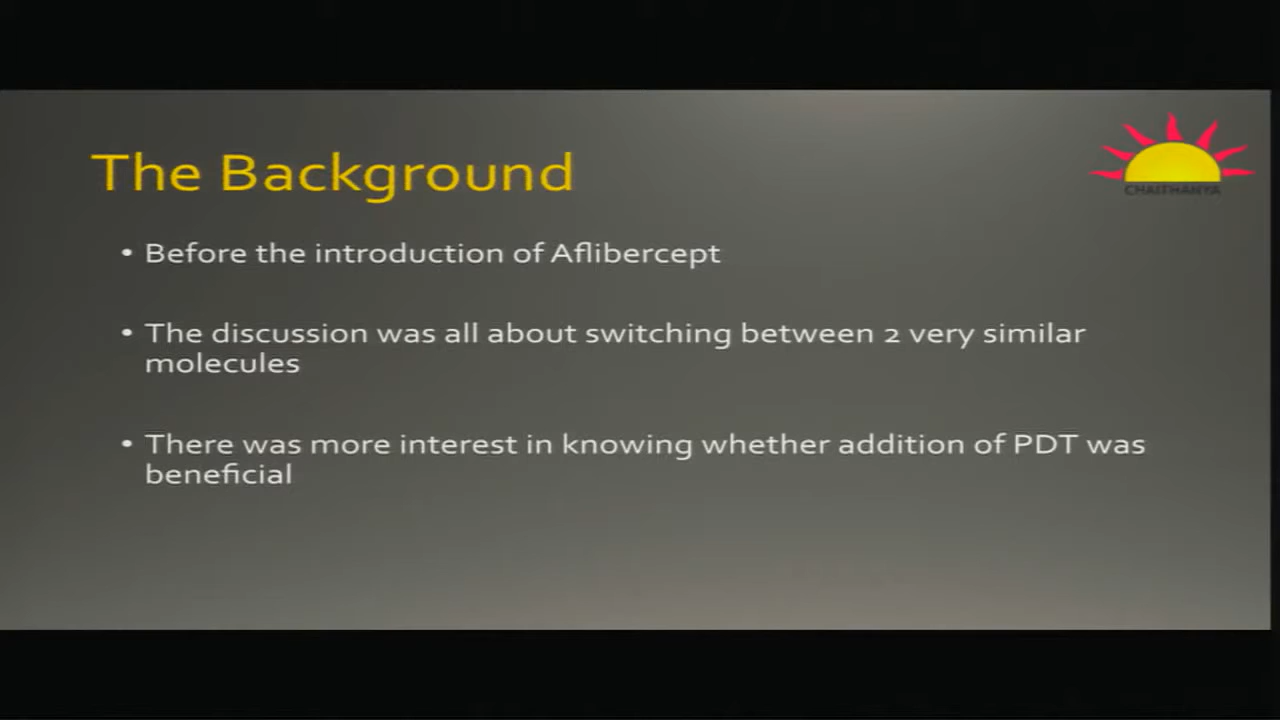 The Background
CHAITHANYA
• Before the introduction of Aflibercept
• The discussion was all about switching between 2 very similar
molecules
• There was more interest in knowing whether addition of PDT was
beneficial